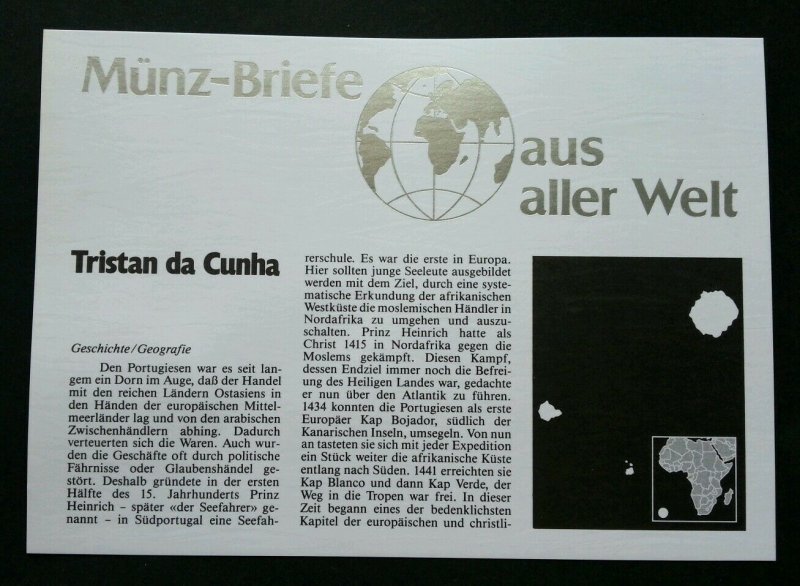 Münz-Briefe
aus
aller Welt
Tristan da Cunha
Geschichte/Geografie
Den Portugiesen war es seit lan-
gem ein Dorn im Auge, daß der Handel
mit den reichen Ländern Ostasiens in
den Händen der europäischen Mittel-
meerländer lag und von den arabischen
Zwischenhändlern abhing. Dadurch
verteuerten sich die Waren. Auch wur-
den die Geschäfte oft durch politische
Fährnisse oder Glaubenshändel ge-
stört. Deshalb gründete in der ersten
Hälfte des 15. Jahrhunderts Prinz
Heinrich – später «der Seefahrer» ge-
nannt – in Südportugal eine Seefah-
rerschule. Es war die erste in Europa.
Hier sollten junge Seeleute ausgebildet
werden mit dem Ziel, durch eine syste-
matische Erkundung der afrikanischen
Westküste die moslemischen Händler in
Nordafrika zu umgehen und auszu-
schalten. Prinz Heinrich hatte als
Christ 1415 in Nordafrika gegen die
Moslems gekämpft. Diesen Kampf,
dessen Endziel immer noch die Befrei-
ung des Heiligen Landes war, gedachte
er nun über den Atlantik zu führen.
1434 konnten die Portugiesen als erste
Europäer Kap Bojador, südlich der
Kanarischen Inseln, umsegeln. Von nun
an tasteten sie sich mit jeder Expedition
ein Stück weiter die afrikanische Küste
entlang nach Süden. 1441 erreichten sie
Kap Blanco und dann Kap Verde, der
Weg in die Tropen war frei. In dieser
Zeit begann eines der bedenklichsten
Kapitel der europäischen und christli-